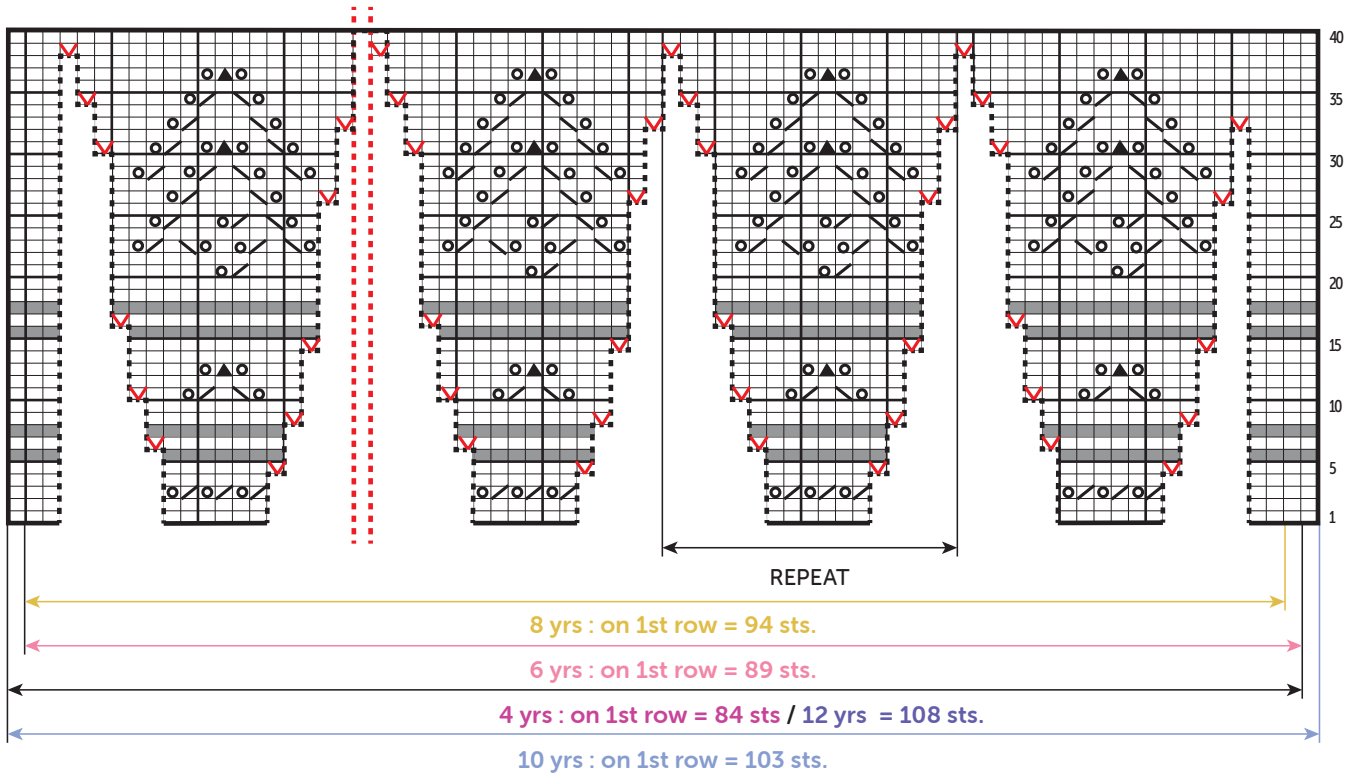 40
35
30
25
20
15
10
5
1
REPEAT
8 yrs : on 1st row = 94 sts.
6 yrs : on 1st row = 89 sts.
4 yrs : on 1st row = 84 sts / 12 yrs = 108 sts.
10 yrs : on 1st row = 103 sts.